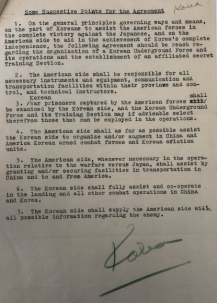 Korea
Some Suggestive Points for the Agreement
1. On the general principles governing ways and means,
on the part of Koreans to assist the American forces in
the complete victory against the Japanese, and on the
American side to aid in the achievement of Korea's complete
independence, the following agreement should be reach re-
garding the organization of a Korean Underground Force and
its operations and the establishment of an affiliated secret
Training Section.
2. The American side shall be responsible for all
necessary instruments and equipment, communication and
transportation facilities within their province and con-
trol, and technical instructors.
Korean shall
3. War prisoners captured by the American forces will
be examined by the Korean side, and the Korean Underground
Force and its Training Section may if advisable select
therefrom those that can be employed in the operations.
4. The American side shall as far as possible assist
the Korean side to organize and/or augment in China and
America Korean armed combat forces and Korean aviation
units.
5. The American side, whenever necessary in the opera-
tion relative to the warfare versus Japan, shall assist by
granting and/or securing facilities in transportation in
China and to and from America.
6. The Korean side shall fully assist and co-operate
in the landing and all other combat operations in China
and Korea.
7. The Korean side shall supply the American side with
all possible information regarding the enemy.
Korea